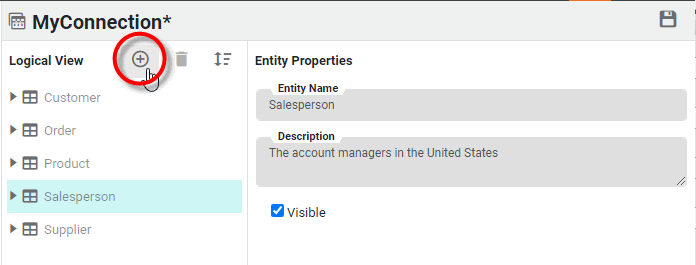 MyConnection*
Logical View
Customer
Order
Product
Salesperson
Supplier
Entity Properties
Entity Name
Salesperson
Description
The account managers in the United States
Visible